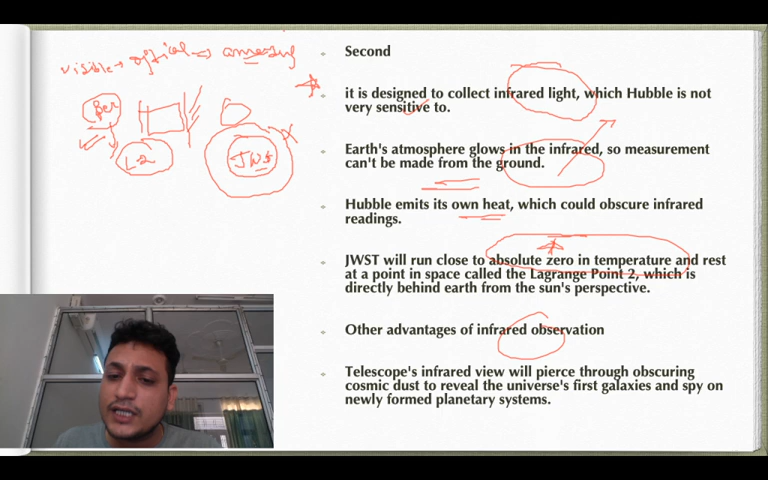 visible → optical ⇒
L2
JWS
Second
it is designed to collect infrared light, which Hubble is not
very sensitive to.
Earth's atmosphere glows in the infrared, so measurement
can't be made from the ground.
Hubble emits its own heat, which could obscure infrared
readings.
JWST will run close to absolute zero in temperature and rest
at a point in space called the Lagrange Point 2, which is
directly behind earth from the sun's perspective.
Other advantages of infrared observation
Telescope's infrared view will pierce through obscuring
cosmic dust to reveal the universe's first galaxies and spy on
newly formed planetary systems.